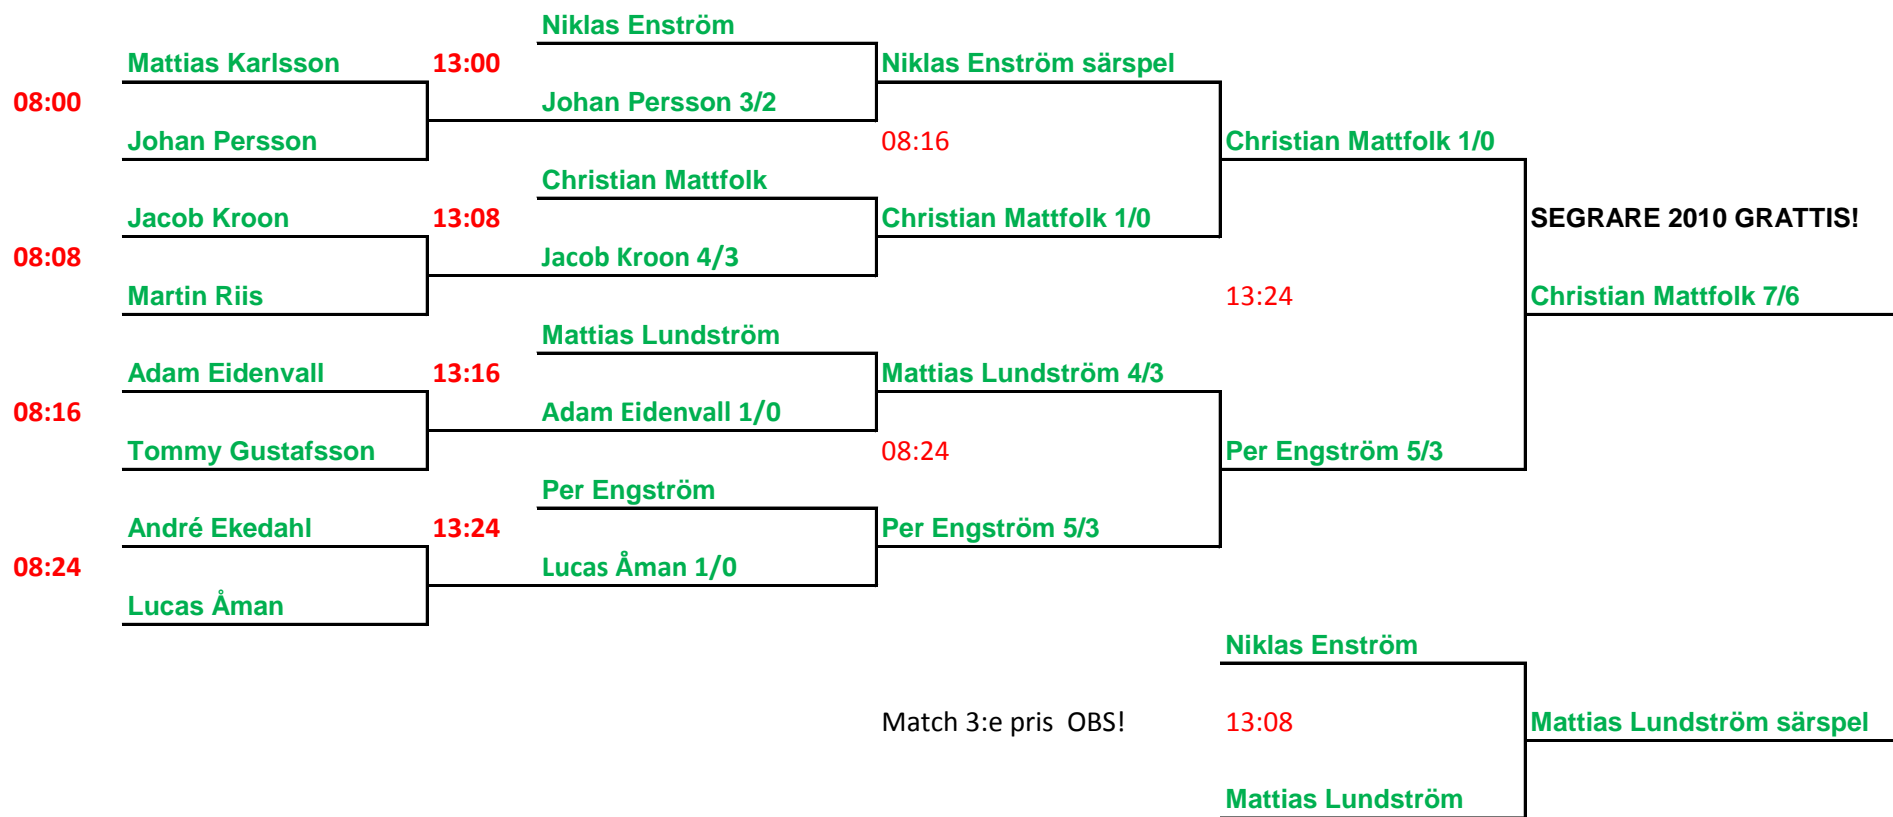 Niklas Enström
Mattias Karlsson 13:00 Niklas Enström särspel
08:00 Johan Persson 3/2
Johan Persson 08:16 Christian Mattfolk 1/0
Christian Mattfolk
Jacob Kroon 13:08 Christian Mattfolk 1/0 SEGRARE 2010 GRATTIS!
08:08 Jacob Kroon 4/3
Martin Riis 13:24 Christian Mattfolk 7/6
Mattias Lundström
Adam Eidenvall 13:16 Mattias Lundström 4/3
08:16 Adam Eidenvall 1/0
Tommy Gustafsson 08:24 Per Engström 5/3
Per Engström
André Ekedahl 13:24 Per Engström 5/3
08:24 Lucas Åman 1/0
Lucas Åman
Niklas Enström
Match 3:e pris OBS! 13:08 Mattias Lundström särspel
Mattias Lundström